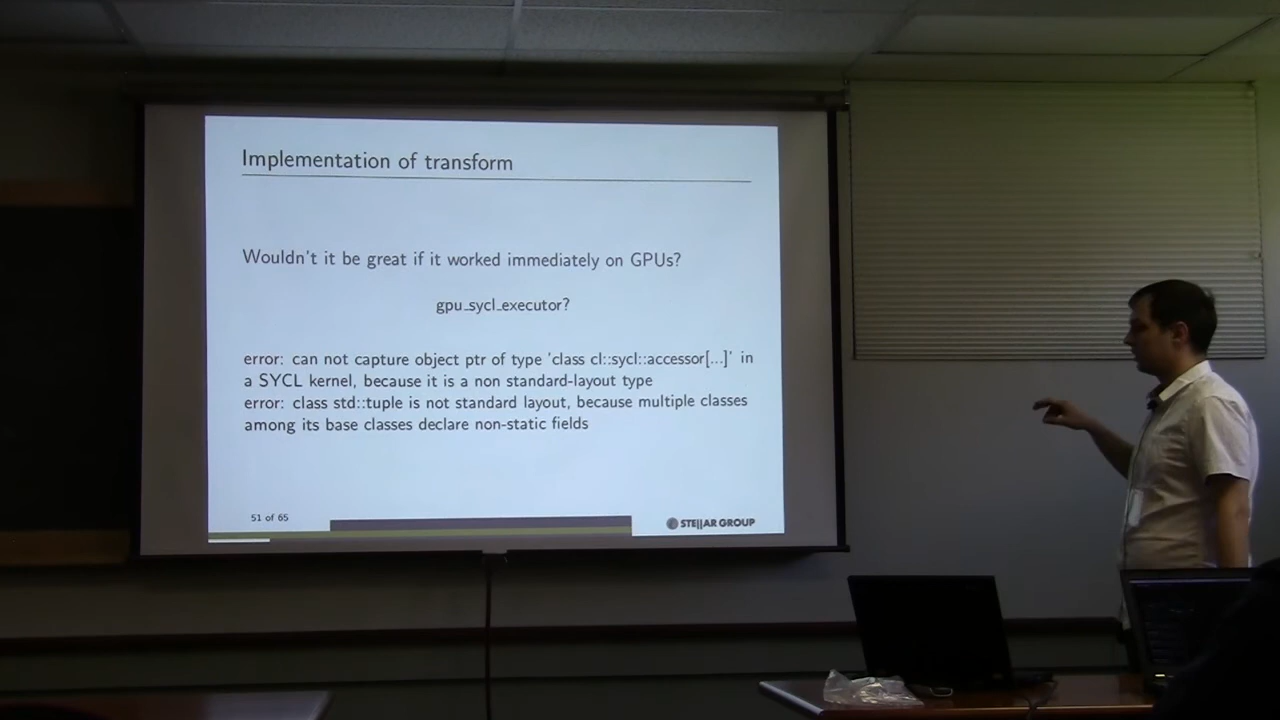 Implementation of transform
Wouldn't it be great if it worked immediately on GPUs?
gpu_sycl_executor?
error: can not capture object ptr of type 'class cl::sycl::accessor[...]' in
a SYCL kernel, because it is a non standard-layout type
error: class std::tuple is not standard layout, because multiple classes
among its base classes declare non-static fields
51 of 65
STE||AR GROUP